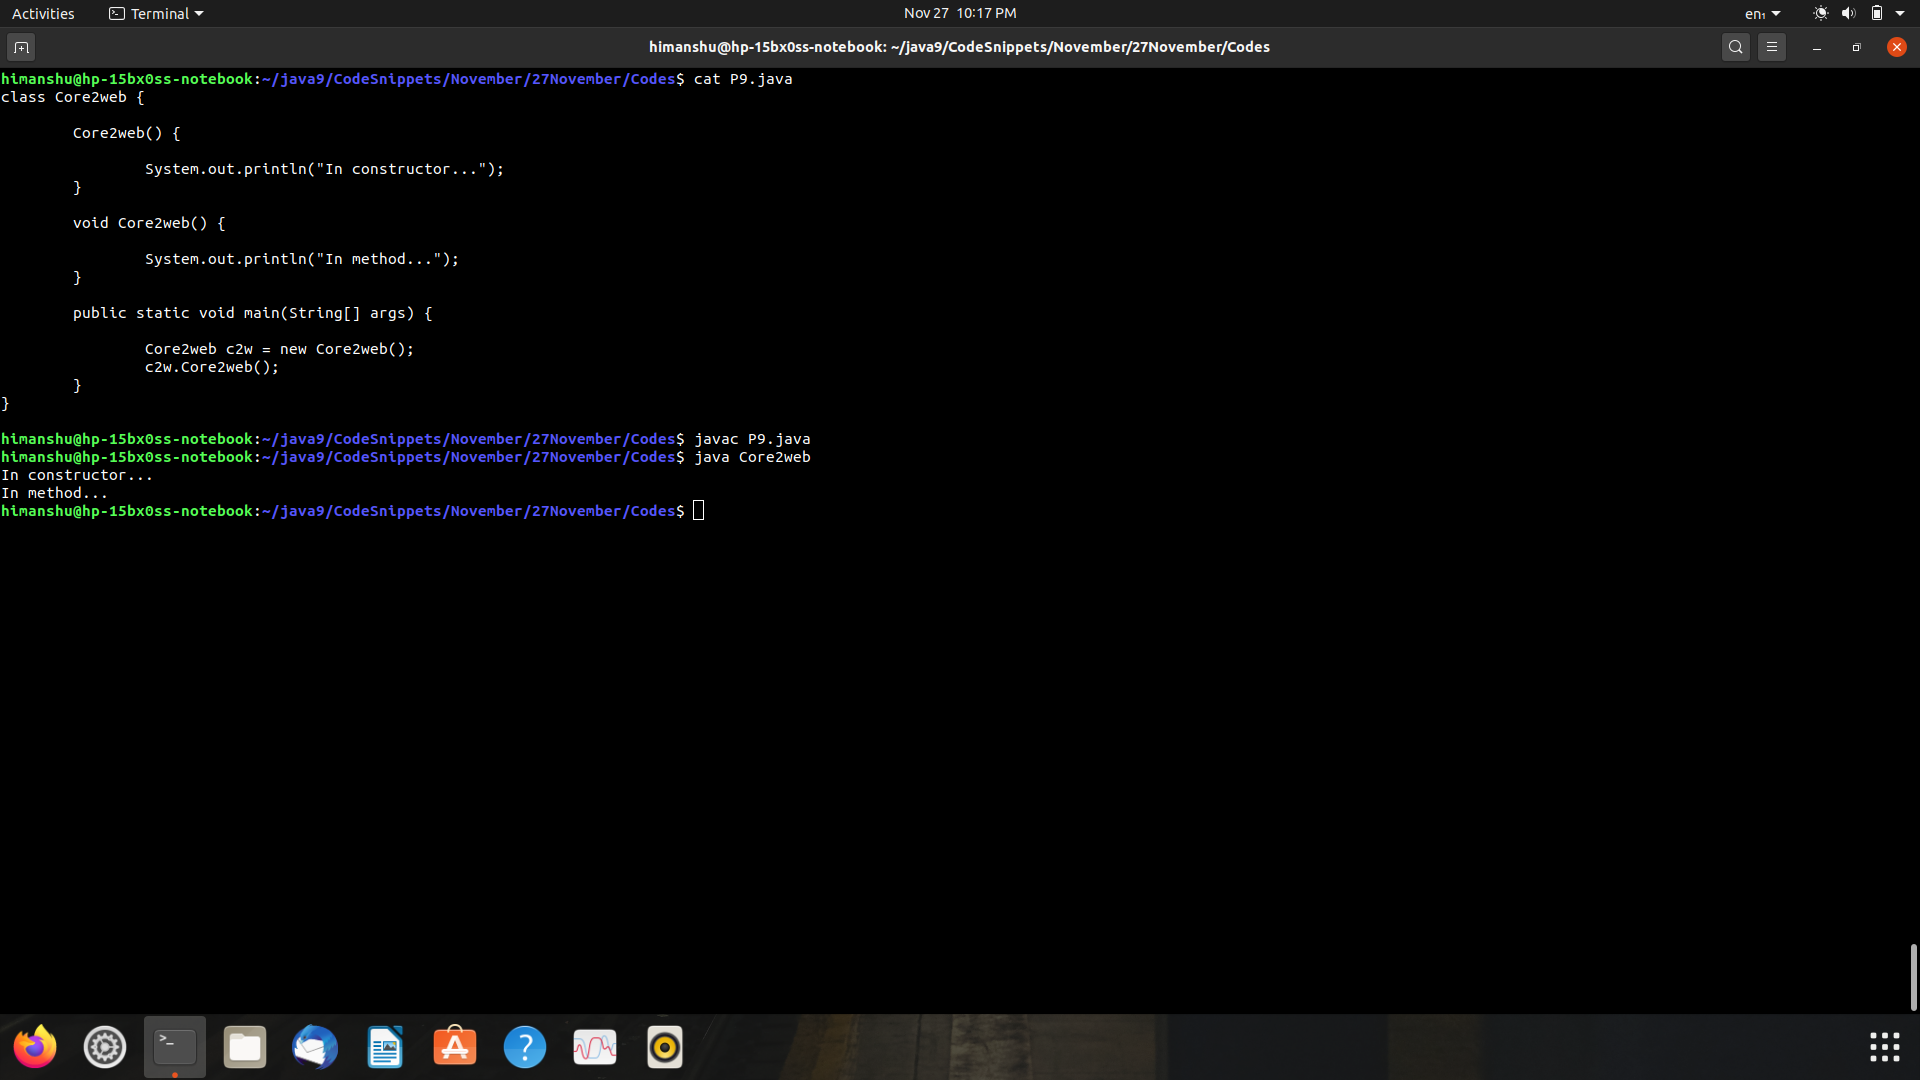 Activities Terminal Nov 27 10:17 PM en₁
himanshu@hp-15bx0ss-notebook: ~/java9/CodeSnippets/November/27November/Codes
himanshu@hp-15bx0ss-notebook:~/java9/CodeSnippets/November/27November/Codes$ cat P9.java
class Core2web {
Core2web() {
System.out.println("In constructor...");
}
void Core2web() {
System.out.println("In method...");
}
public static void main(String[] args) {
Core2web c2w = new Core2web();
c2w.Core2web();
}
}
himanshu@hp-15bx0ss-notebook:~/java9/CodeSnippets/November/27November/Codes$ javac P9.java
himanshu@hp-15bx0ss-notebook:~/java9/CodeSnippets/November/27November/Codes$ java Core2web
In constructor...
In method...
himanshu@hp-15bx0ss-notebook:~/java9/CodeSnippets/November/27November/Codes$